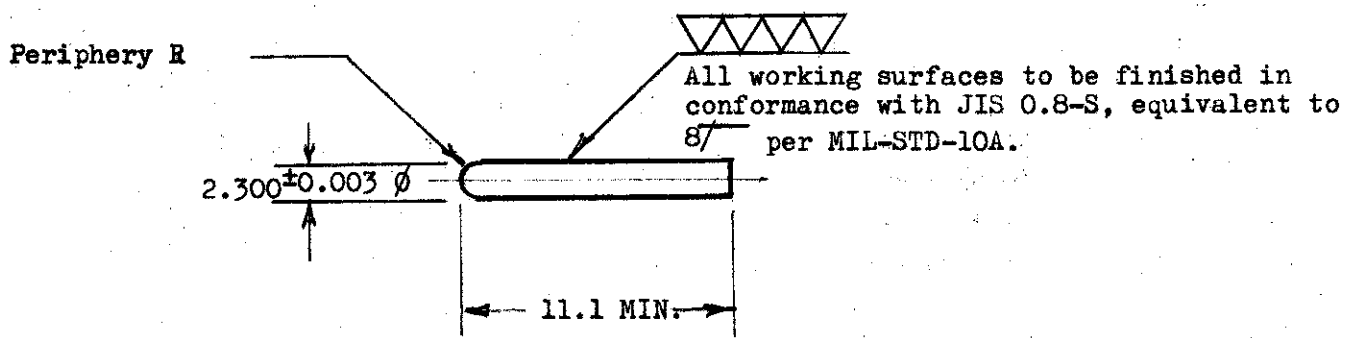 Periphery R
All working surfaces to be finished in
conformance with JIS 0.8-S, equivalent to
8/ per MIL-STD-10A.
2.300±0.003 Ø
11.1 MIN.